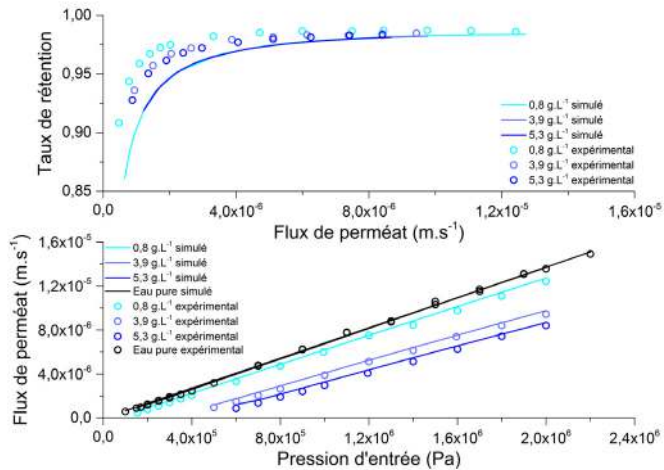 1,00
0,95
0,90
0,85
Taux de rétention
0,8 g.L⁻¹ simulé
3,9 g.L⁻¹ simulé
5,3 g.L⁻¹ simulé
0,8 g.L⁻¹ expérimental
3,9 g.L⁻¹ expérimental
5,3 g.L⁻¹ expérimental
0,0 4,0x10⁻⁶ 8,0x10⁻⁶ 1,2x10⁻⁵ 1,6x10⁻⁵
Flux de perméat (m.s⁻¹)
1,6x10⁻⁵
1,2x10⁻⁵
8,0x10⁻⁶
4,0x10⁻⁶
0,0
Flux de perméat (m.s⁻¹)
0,8 g.L⁻¹ simulé
3,9 g.L⁻¹ simulé
5,3 g.L⁻¹ simulé
Eau pure simulé
0,8 g.L⁻¹ expérimental
3,9 g.L⁻¹ expérimental
5,3 g.L⁻¹ expérimental
Eau pure expérimental
0,0 4,0x10⁵ 8,0x10⁵ 1,2x10⁶ 1,6x10⁶ 2,0x10⁶ 2,4x10⁶
Pression d'entrée (Pa)